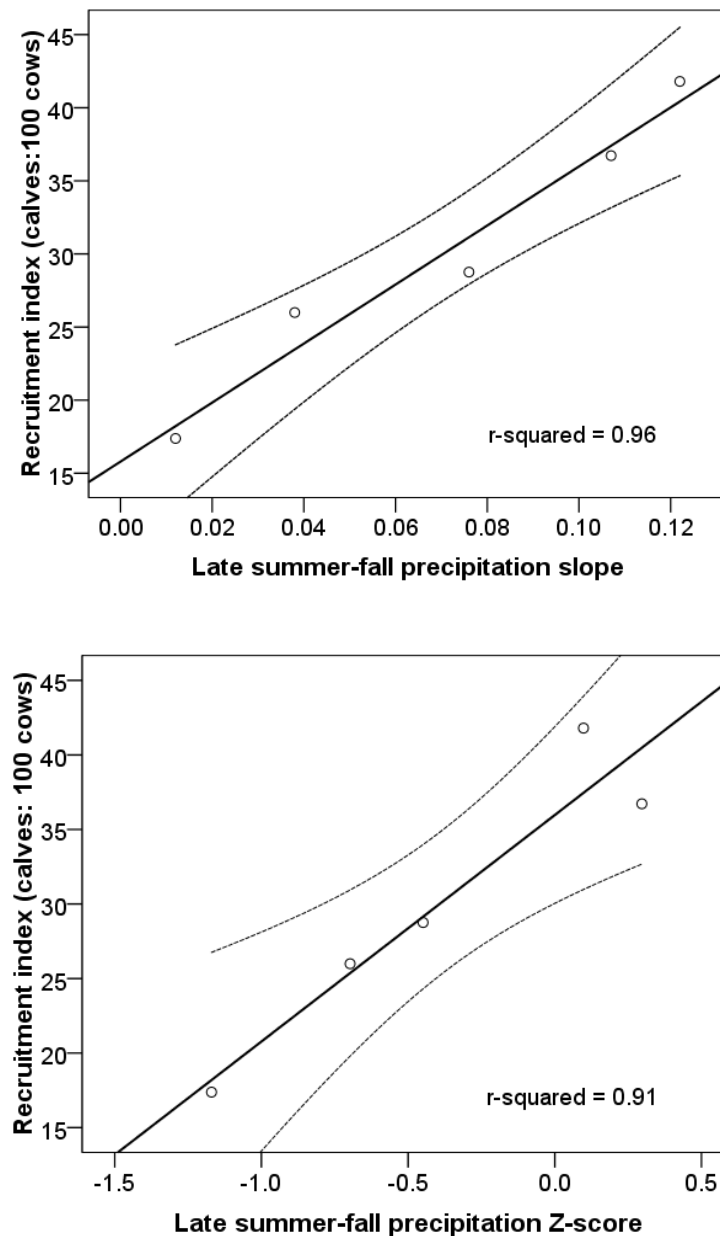 Recruitment index (calves:100 cows)
45
40
35
30
25
20
15
r-squared = 0.96
0.00 0.02 0.04 0.06 0.08 0.10 0.12
Late summer-fall precipitation slope
Recruitment index (calves: 100 cows)
45
40
35
30
25
20
15
r-squared = 0.91
-1.5 -1.0 -0.5 0.0 0.5
Late summer-fall precipitation Z-score